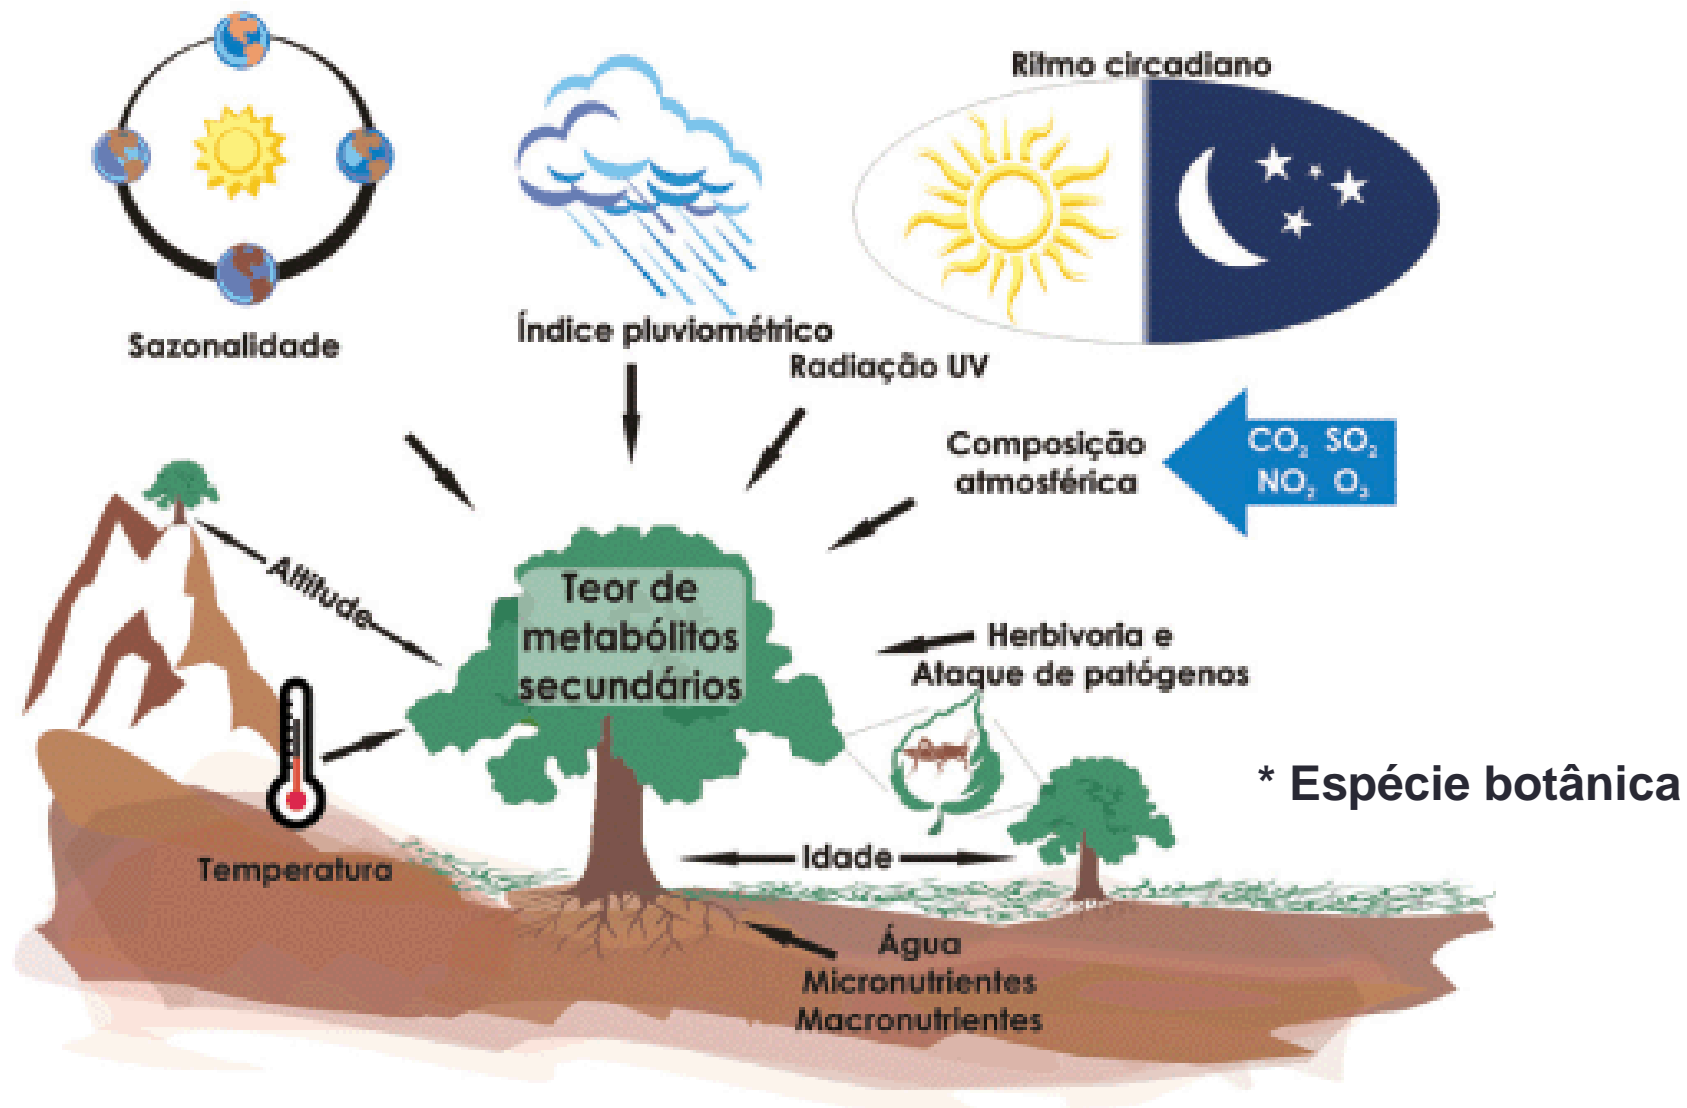 Ritmo circadiano
Sazonalidade
Índice pluviométrico
Radiação UV
Composição
atmosférica
CO₂ SO₂
NO₂ O₃
Altitude
Teor de
metabólitos
secundários
Herbivoria e
Ataque de patógenos
* Espécie botânica
Temperatura
Idade
Água
Micronutrientes
Macronutrientes